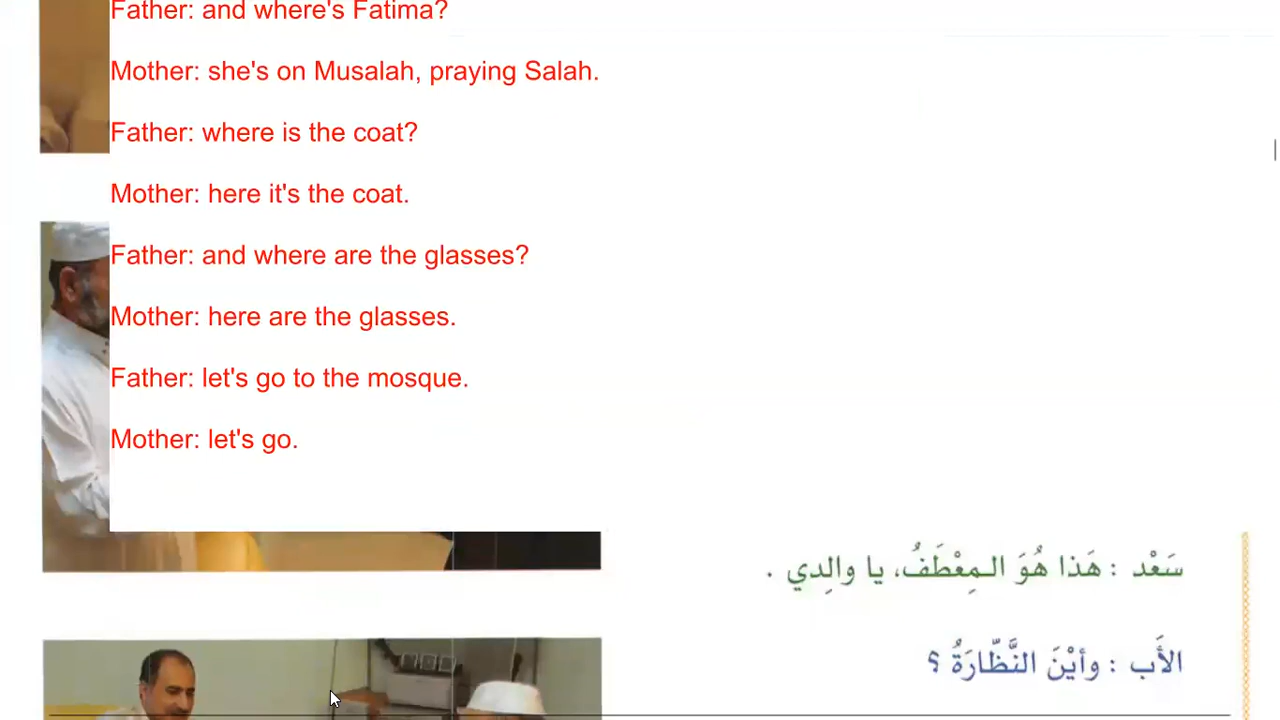 Father: and where's Fatima?
Mother: she's on Musalah, praying Salah.
Father: where is the coat?
Mother: here it's the coat.
Father: and where are the glasses?
Mother: here are the glasses.
Father: let's go to the mosque.
Mother: let's go.
سَعْد : هَذا هُوَ المِعْطَفُ، يا والِدي .
الأَب : وأيْنَ النَّظّارَةُ ؟